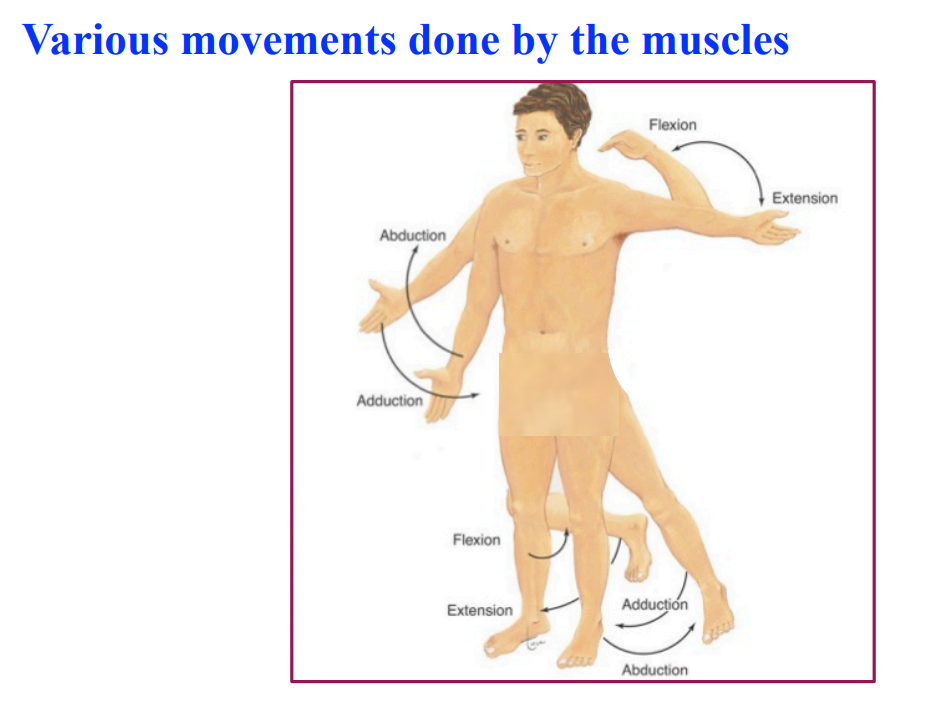 Various movements done by the muscles
Flexion
Extension
Abduction
Adduction
Flexion
Extension
Adduction
Abduction